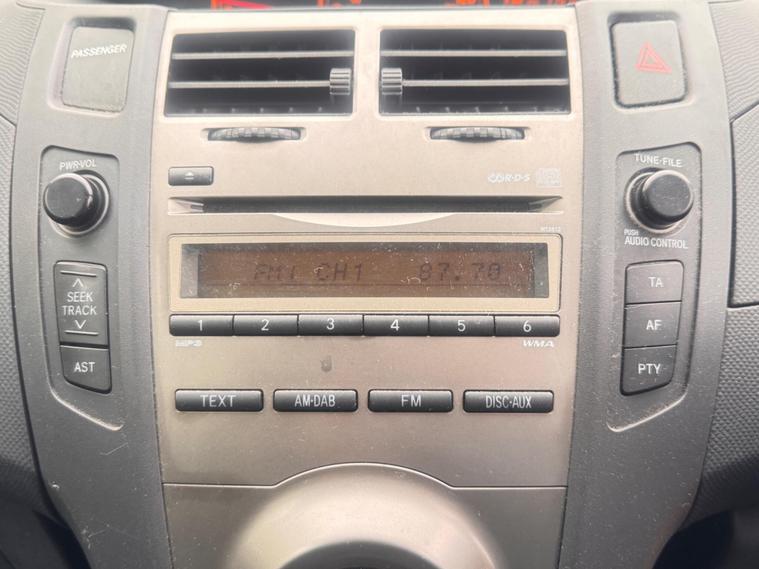 PASSENGER
PWR·VOL
TUNE·FILE
R·D·S
PUSH
AUDIO CONTROL
FM1 CH1 87.70
SEEK
TRACK
AST
TA
AF
PTY
1 2 3 4 5 6
MP3 WMA
TEXT AM·DAB FM DISC·AUX